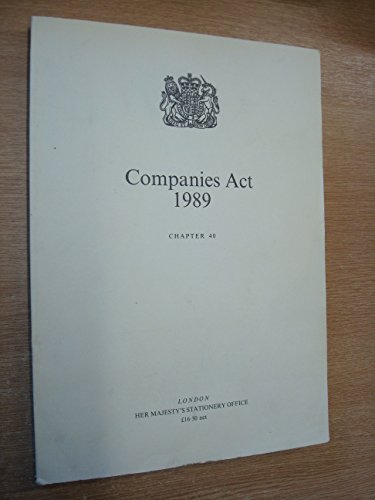 Companies Act
1989
CHAPTER 40
LONDON
HER MAJESTY'S STATIONERY OFFICE
£16·50 net